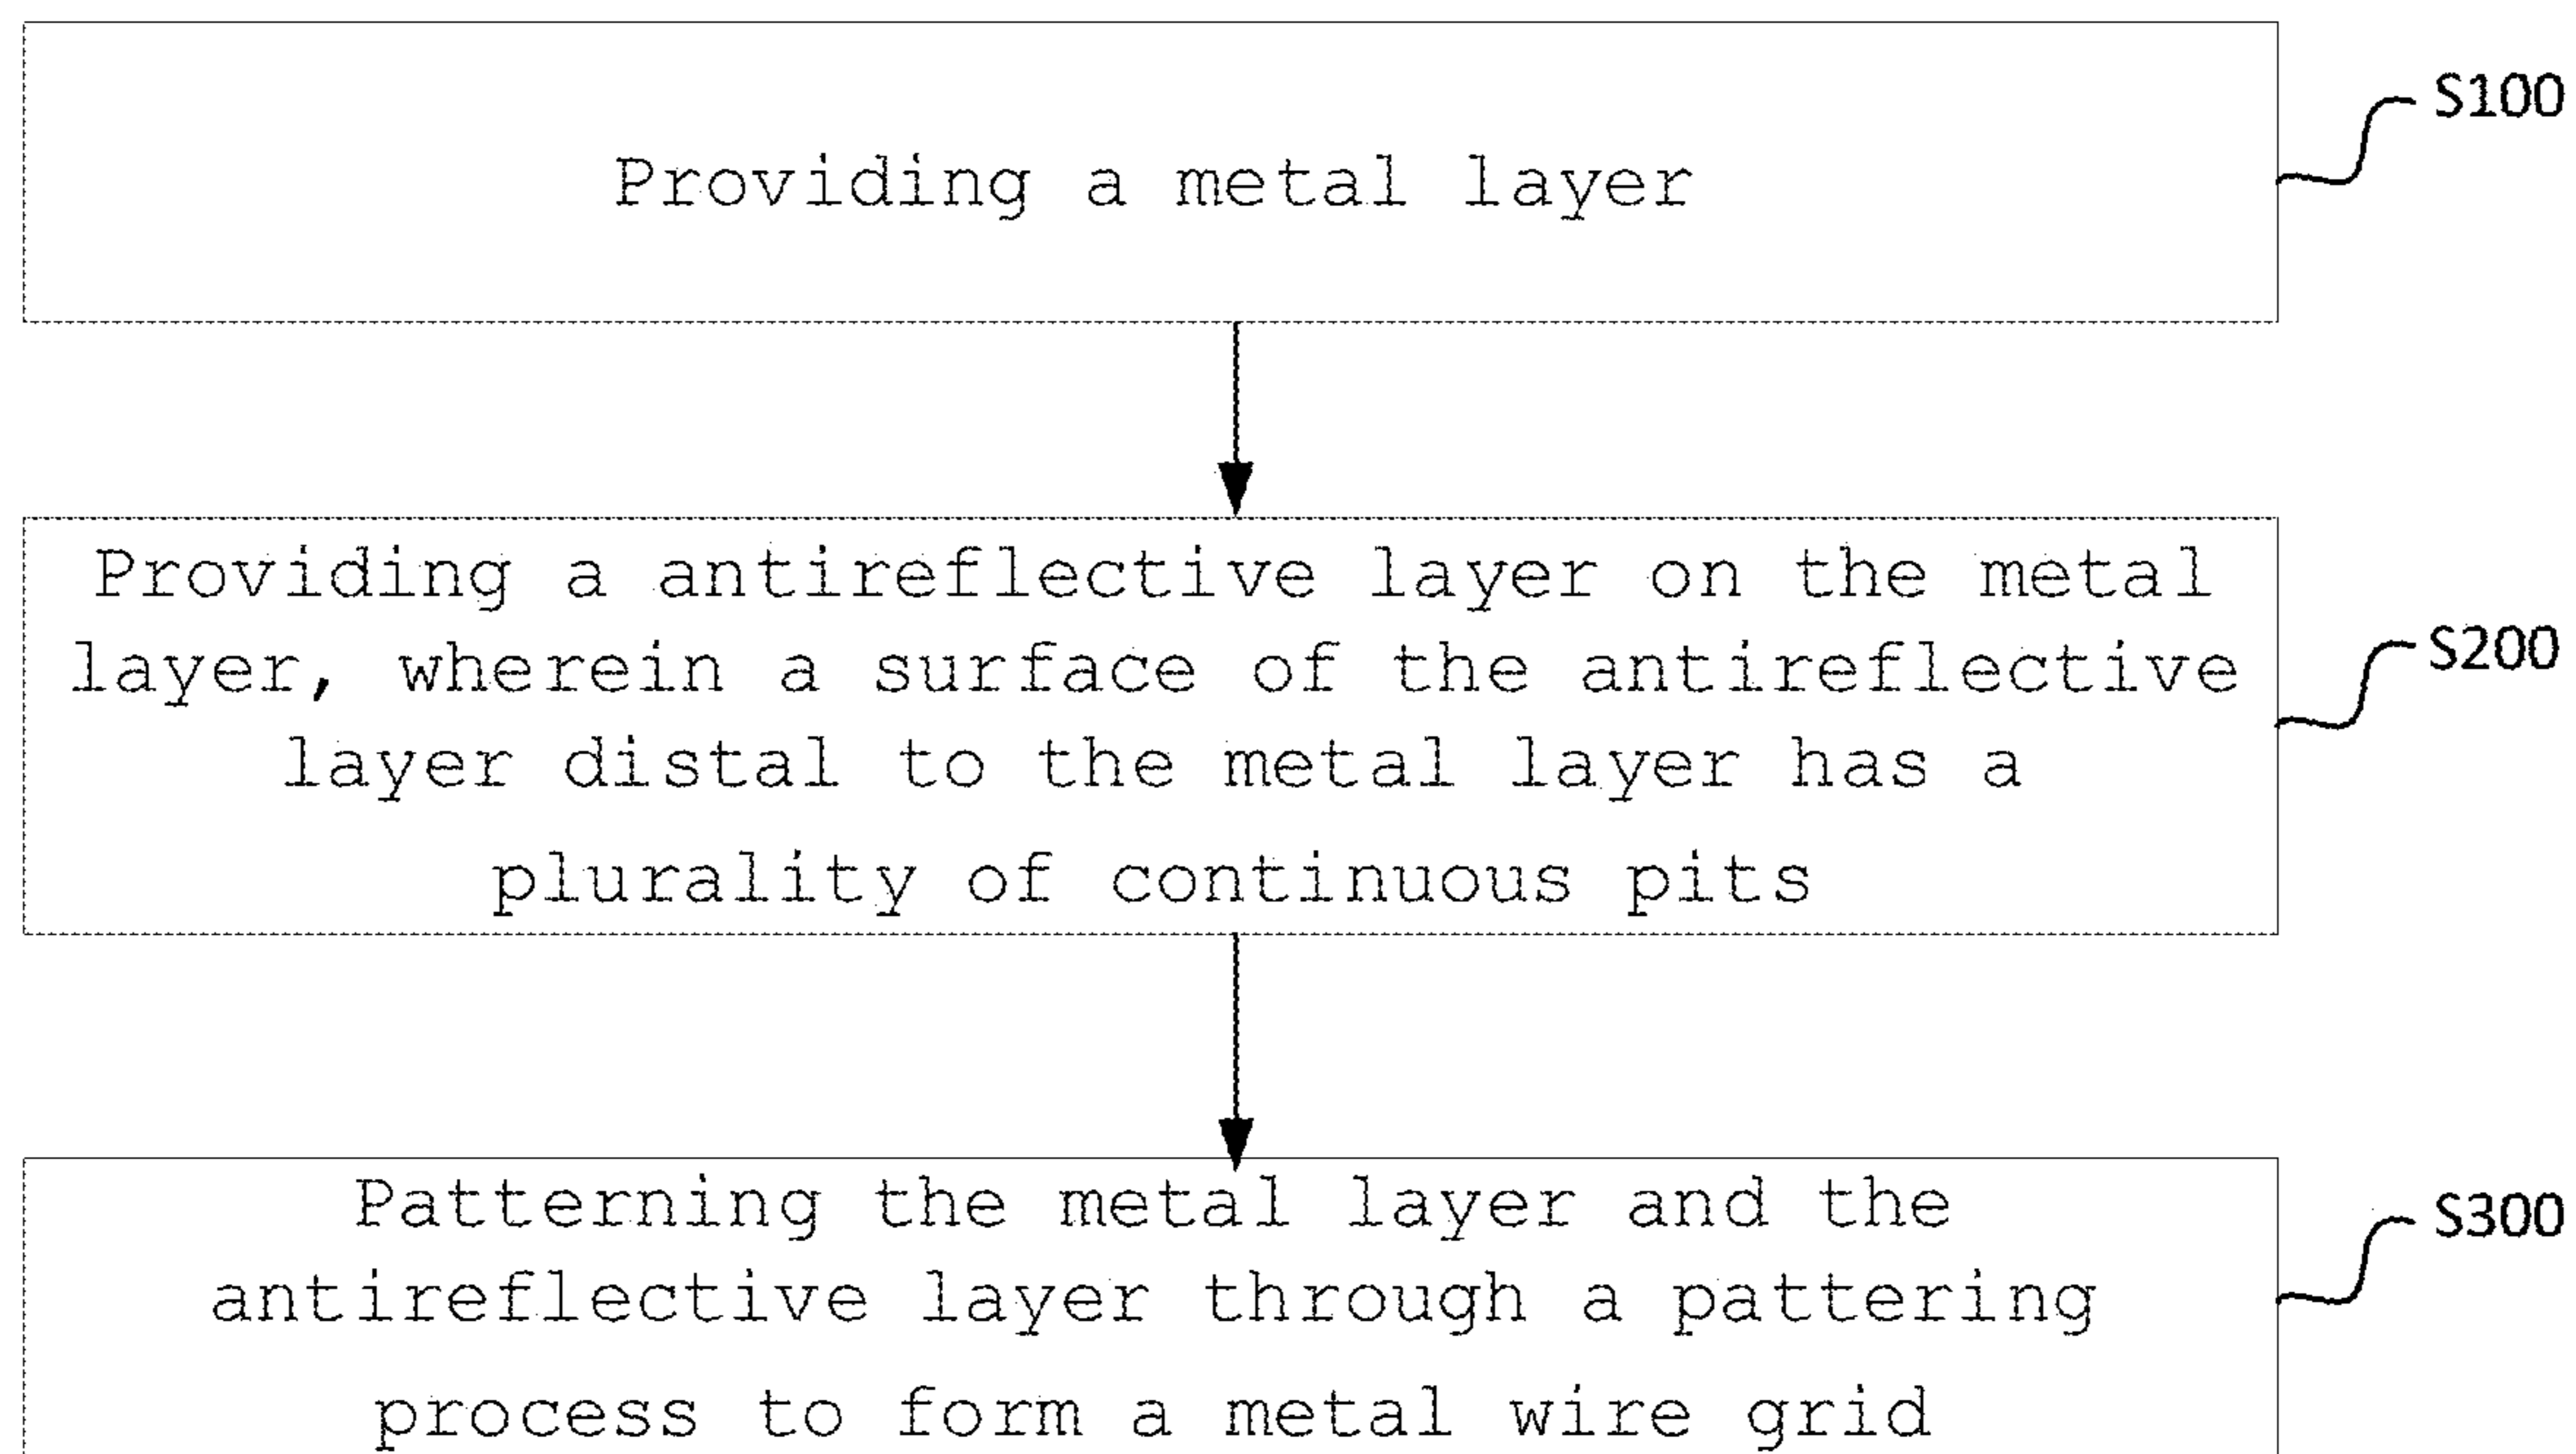 Providing a metal layer
S100
Providing a antireflective layer on the metal
layer, wherein a surface of the antireflective
layer distal to the metal layer has a
plurality of continuous pits
S200
Patterning the metal layer and the
antireflective layer through a pattering
process to form a metal wire grid
S300